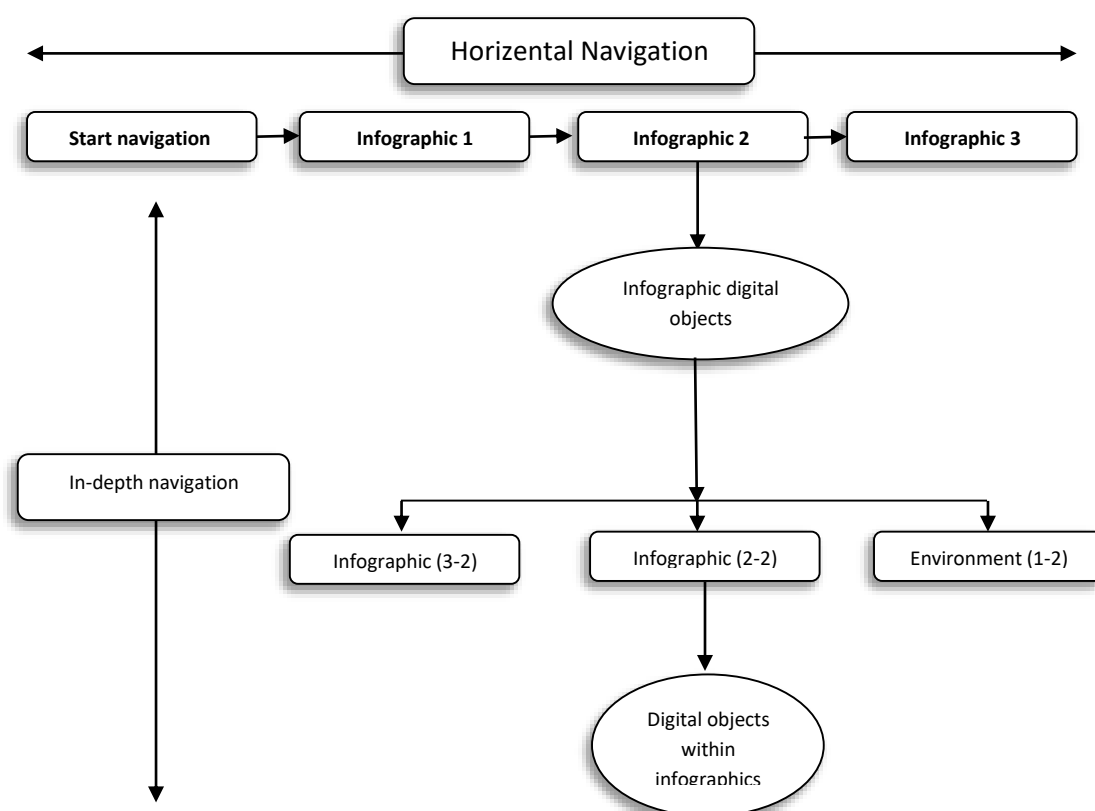 Horizental Navigation
Start navigation
Infographic 1
Infographic 2
Infographic 3
Infographic digital
objects
In-depth navigation
Infographic (3-2)
Infographic (2-2)
Environment (1-2)
Digital objects
within
infographics